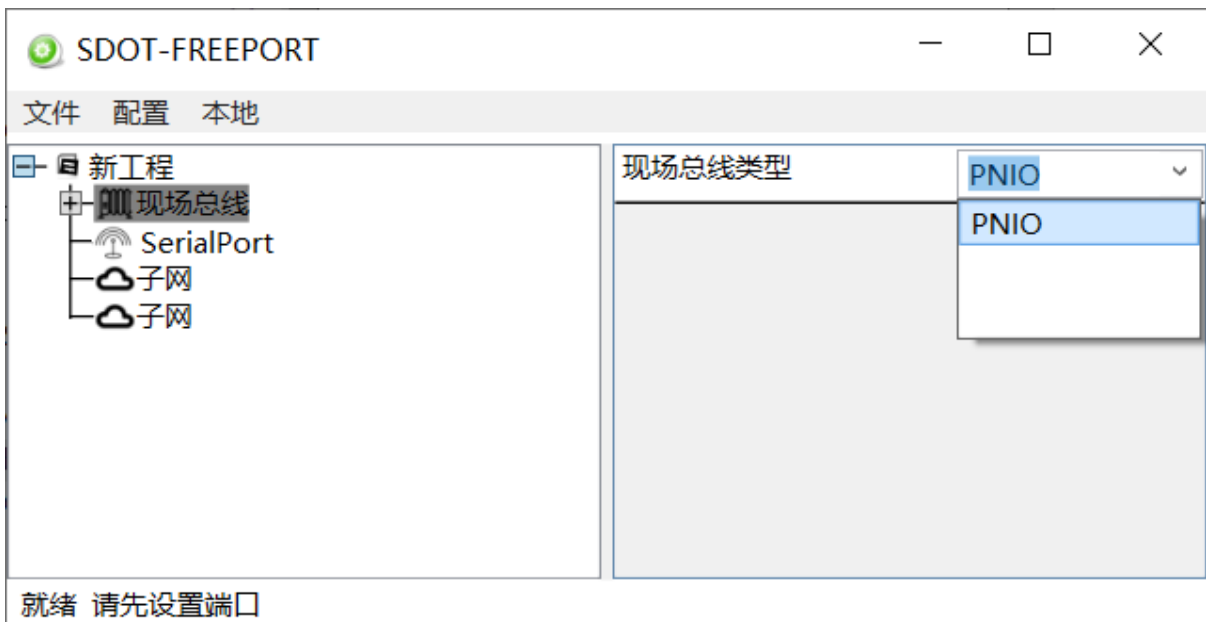 SDOT-FREEPORT
文件 配置 本地
新工程
现场总线
SerialPort
子网
子网
现场总线类型
PNIO
PNIO
就绪 请先设置端口